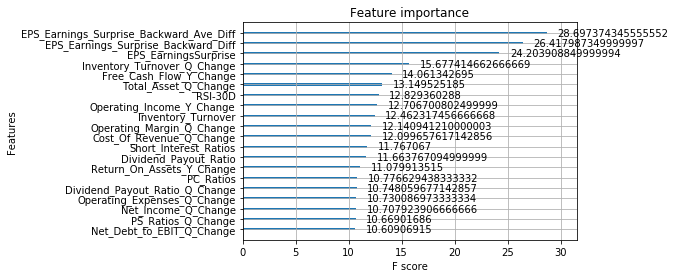 Feature importance
EPS_Earnings_Surprise_Backward_Ave_Diff 28.697374345555552
EPS_Earnings_Surprise_Backward_Diff 26.417987349999997
EPS_EarningsSurprise 24.203908849999994
Inventory_Turnover_Q_Change 15.677414662666669
Free_Cash_Flow_Y_Change 14.061342695
Total_Asset_Q_Change 13.149525185
RSI-30D 12.829360288
Operating_Income_Y_Change 12.706700802499999
Inventory_Turnover 12.462317456666668
Operating_Margin_Q_Change 12.140941210000003
Cost_Of_Revenue_Q_Change 12.099657617142856
Short_Interest_Ratios 11.767067
Dividend_Payout_Ratio 11.663767094999999
Return_On_Assets_Y_Change 11.079913515
PC_Ratios 10.776629438333332
Dividend_Payout_Ratio_Q_Change 10.748059677142857
Operating_Expenses_Q_Change 10.730086973333334
Net_Income_Q_Change 10.707923906666666
PS_Ratios_Q_Change 10.66901686
Net_Debt_to_EBIT_Q_Change 10.60906915
Features
0 5 10 15 20 25 30
F score